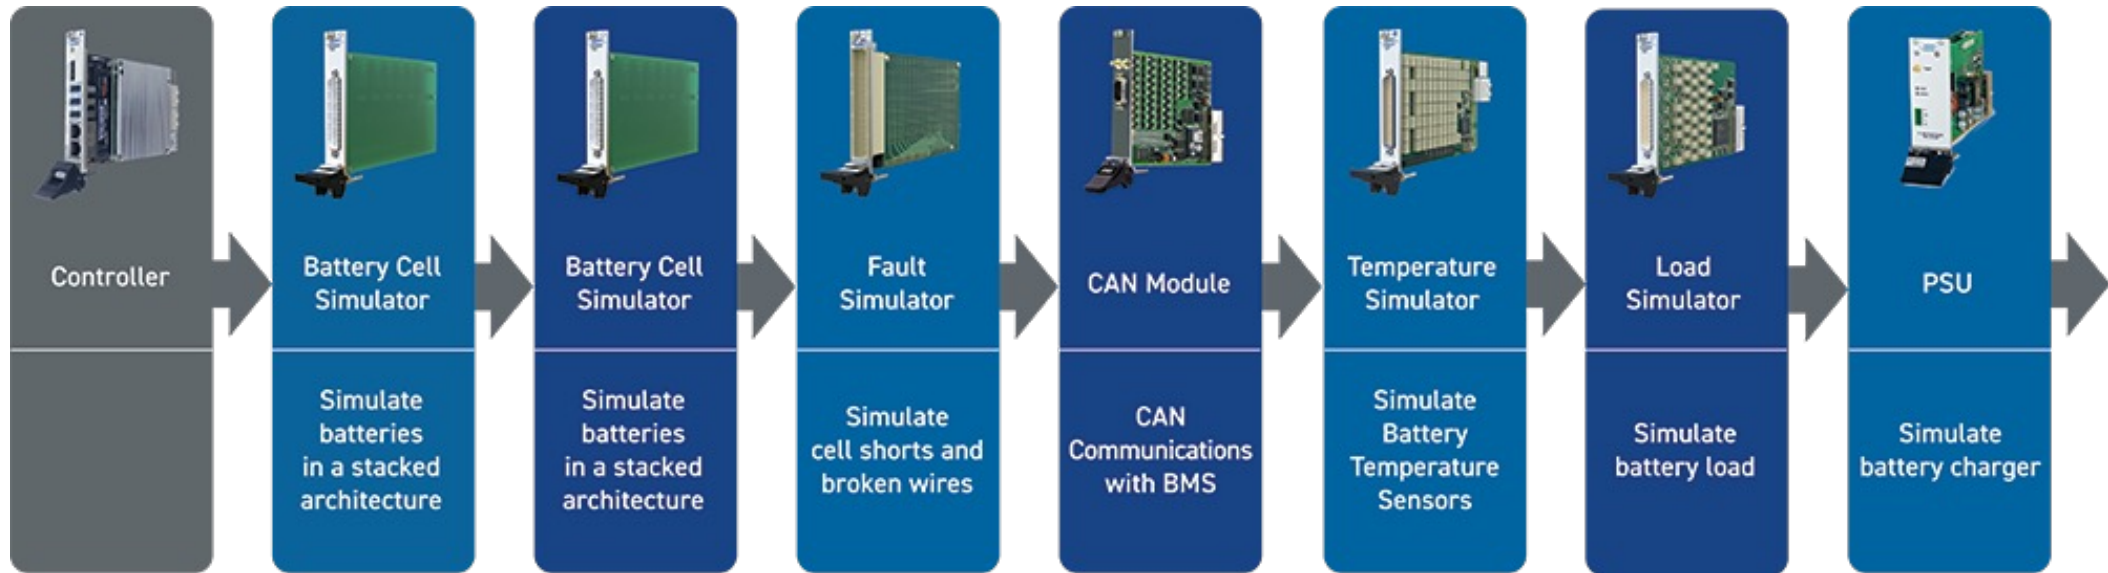 Controller
Battery Cell
Simulator
Simulate
batteries
in a stacked
architecture
Battery Cell
Simulator
Simulate
batteries
in a stacked
architecture
Fault
Simulator
Simulate
cell shorts and
broken wires
CAN Module
CAN
Communications
with BMS
Temperature
Simulator
Simulate
Battery
Temperature
Sensors
Load
Simulator
Simulate
battery load
PSU
Simulate
battery charger